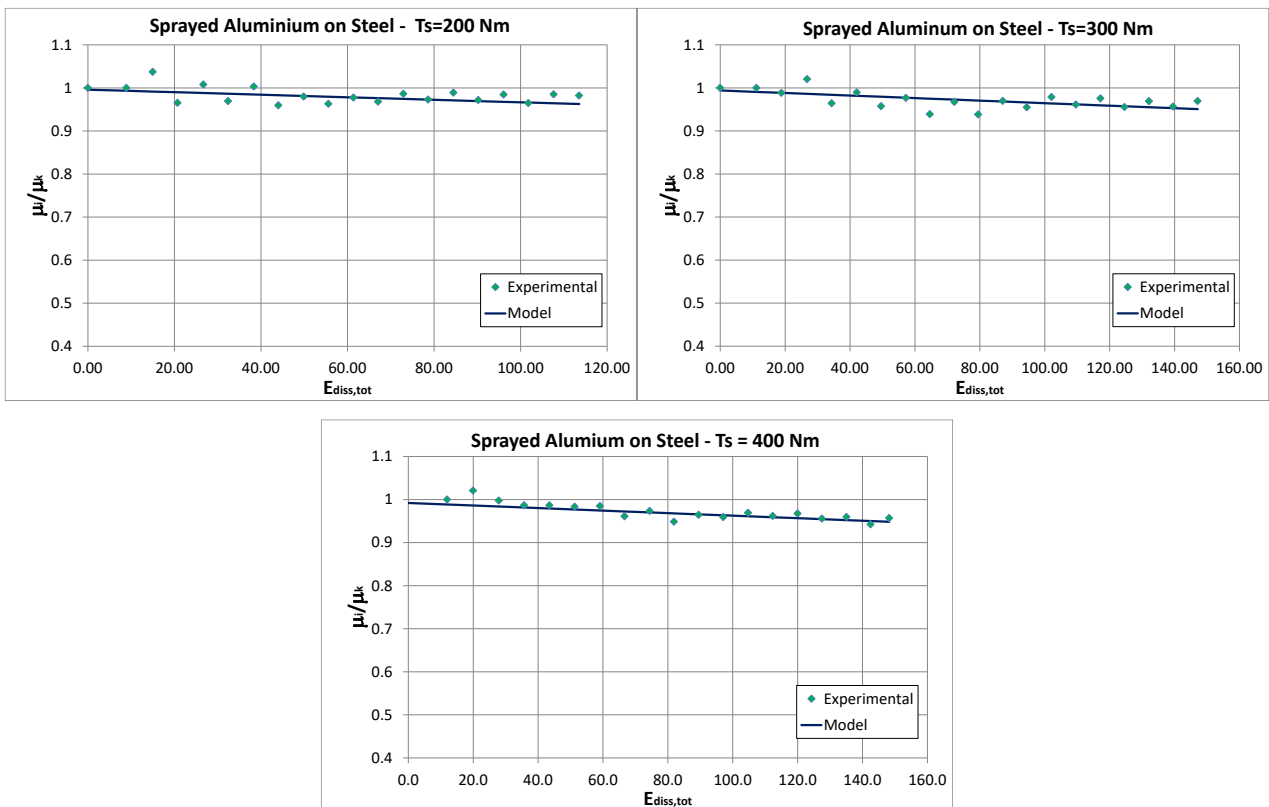 Sprayed Aluminium on Steel - Ts=200 Nm
1.1
1
0.9
0.8
0.7
0.6
0.5
0.4
μi/μk
Experimental
Model
0.00 20.00 40.00 60.00 80.00 100.00 120.00
Ediss,tot
Sprayed Aluminum on Steel - Ts=300 Nm
1.1
1
0.9
0.8
0.7
0.6
0.5
0.4
μi/μk
Experimental
Model
0.00 20.00 40.00 60.00 80.00 100.00 120.00 140.00 160.00
Ediss,tot
Sprayed Alumium on Steel - Ts = 400 Nm
1.1
1
0.9
0.8
0.7
0.6
0.5
0.4
μi/μk
Experimental
Model
0.0 20.0 40.0 60.0 80.0 100.0 120.0 140.0 160.0
Ediss,tot